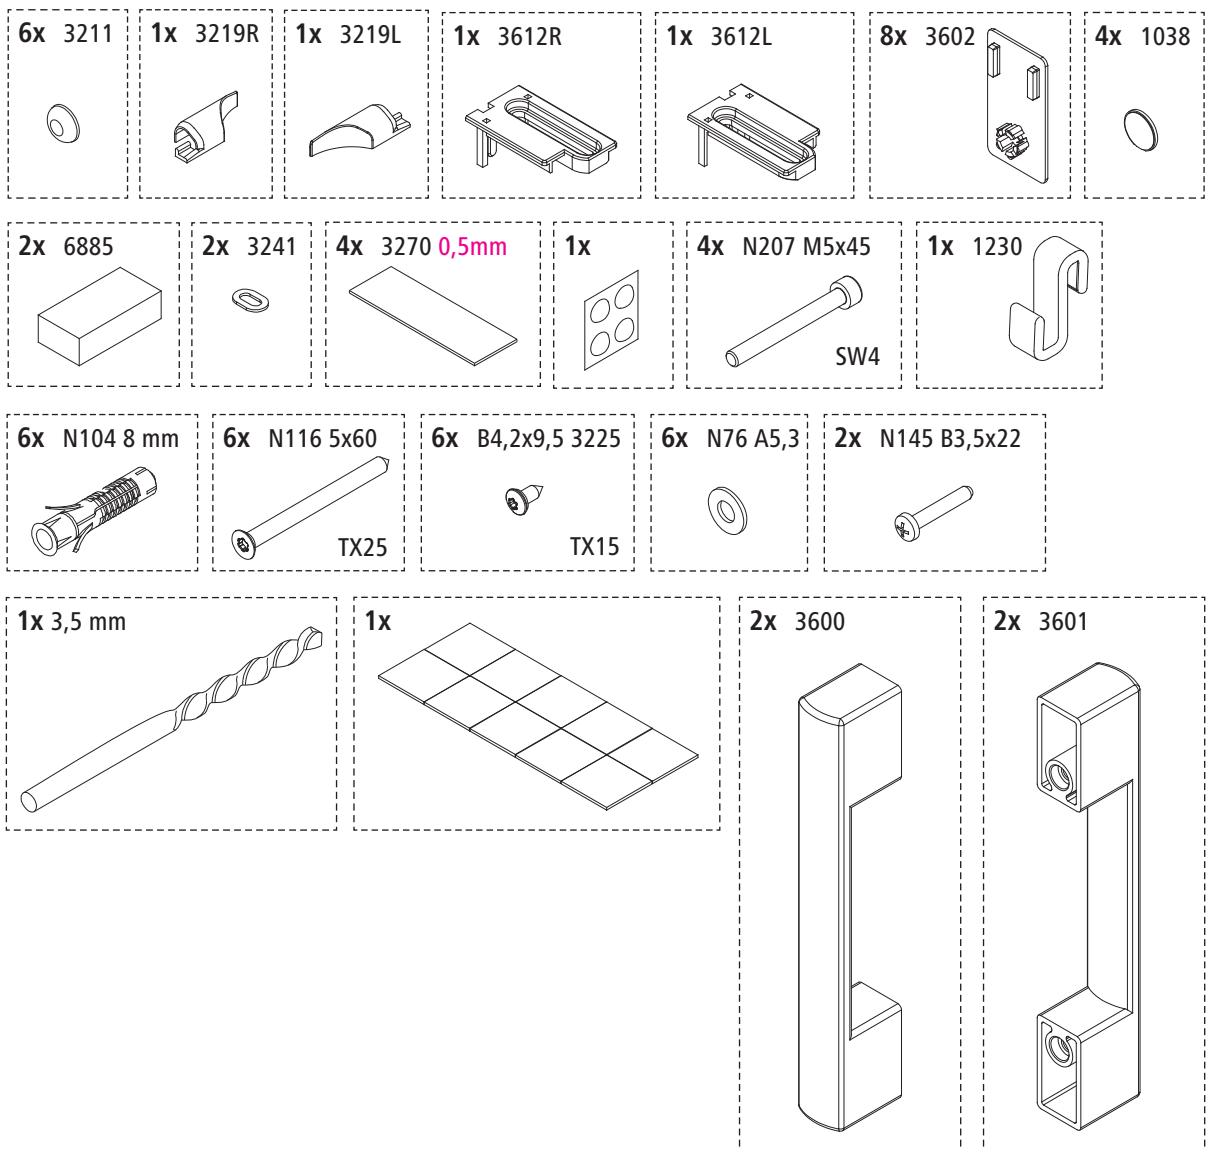 6x 3211
1x 3219R
1x 3219L
1x 3612R
1x 3612L
8x 3602
4x 1038
2x 6885
2x 3241
4x 3270 0,5mm
1x
4x N207 M5x45
SW4
1x 1230
6x N104 8 mm
6x N116 5x60
TX25
6x B4,2x9,5 3225
TX15
6x N76 A5,3
2x N145 B3,5x22
1x 3,5 mm
1x
2x 3600
2x 3601